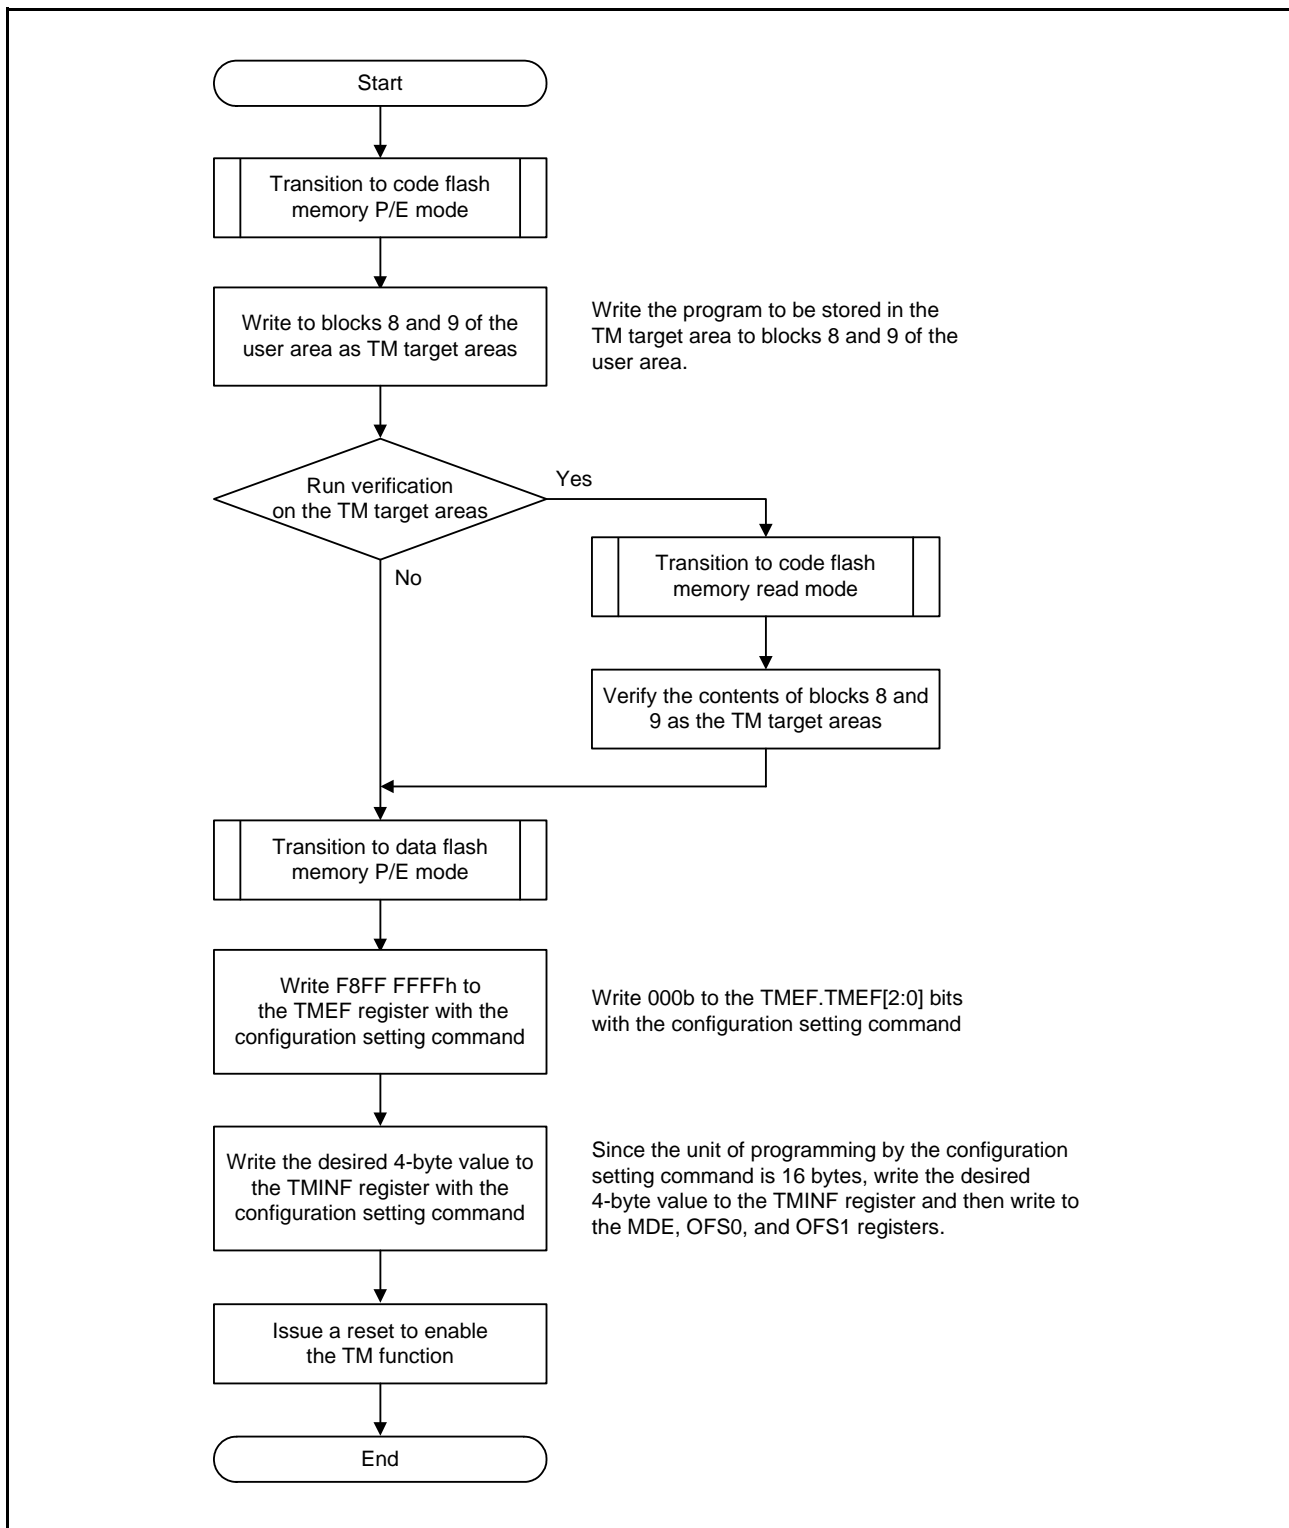 Start
Transition to code flash
memory P/E mode
Write to blocks 8 and 9 of the
user area as TM target areas
Write the program to be stored in the
TM target area to blocks 8 and 9 of the
user area.
Run verification
on the TM target areas
Yes
No
Transition to code flash
memory read mode
Verify the contents of blocks 8 and
9 as the TM target areas
Transition to data flash
memory P/E mode
Write F8FF FFFFh to
the TMEF register with the
configuration setting command
Write 000b to the TMEF.TMEF[2:0] bits
with the configuration setting command
Write the desired 4-byte value to
the TMINF register with the
configuration setting command
Since the unit of programming by the configuration
setting command is 16 bytes, write the desired
4-byte value to the TMINF register and then write to
the MDE, OFS0, and OFS1 registers.
Issue a reset to enable
the TM function
End